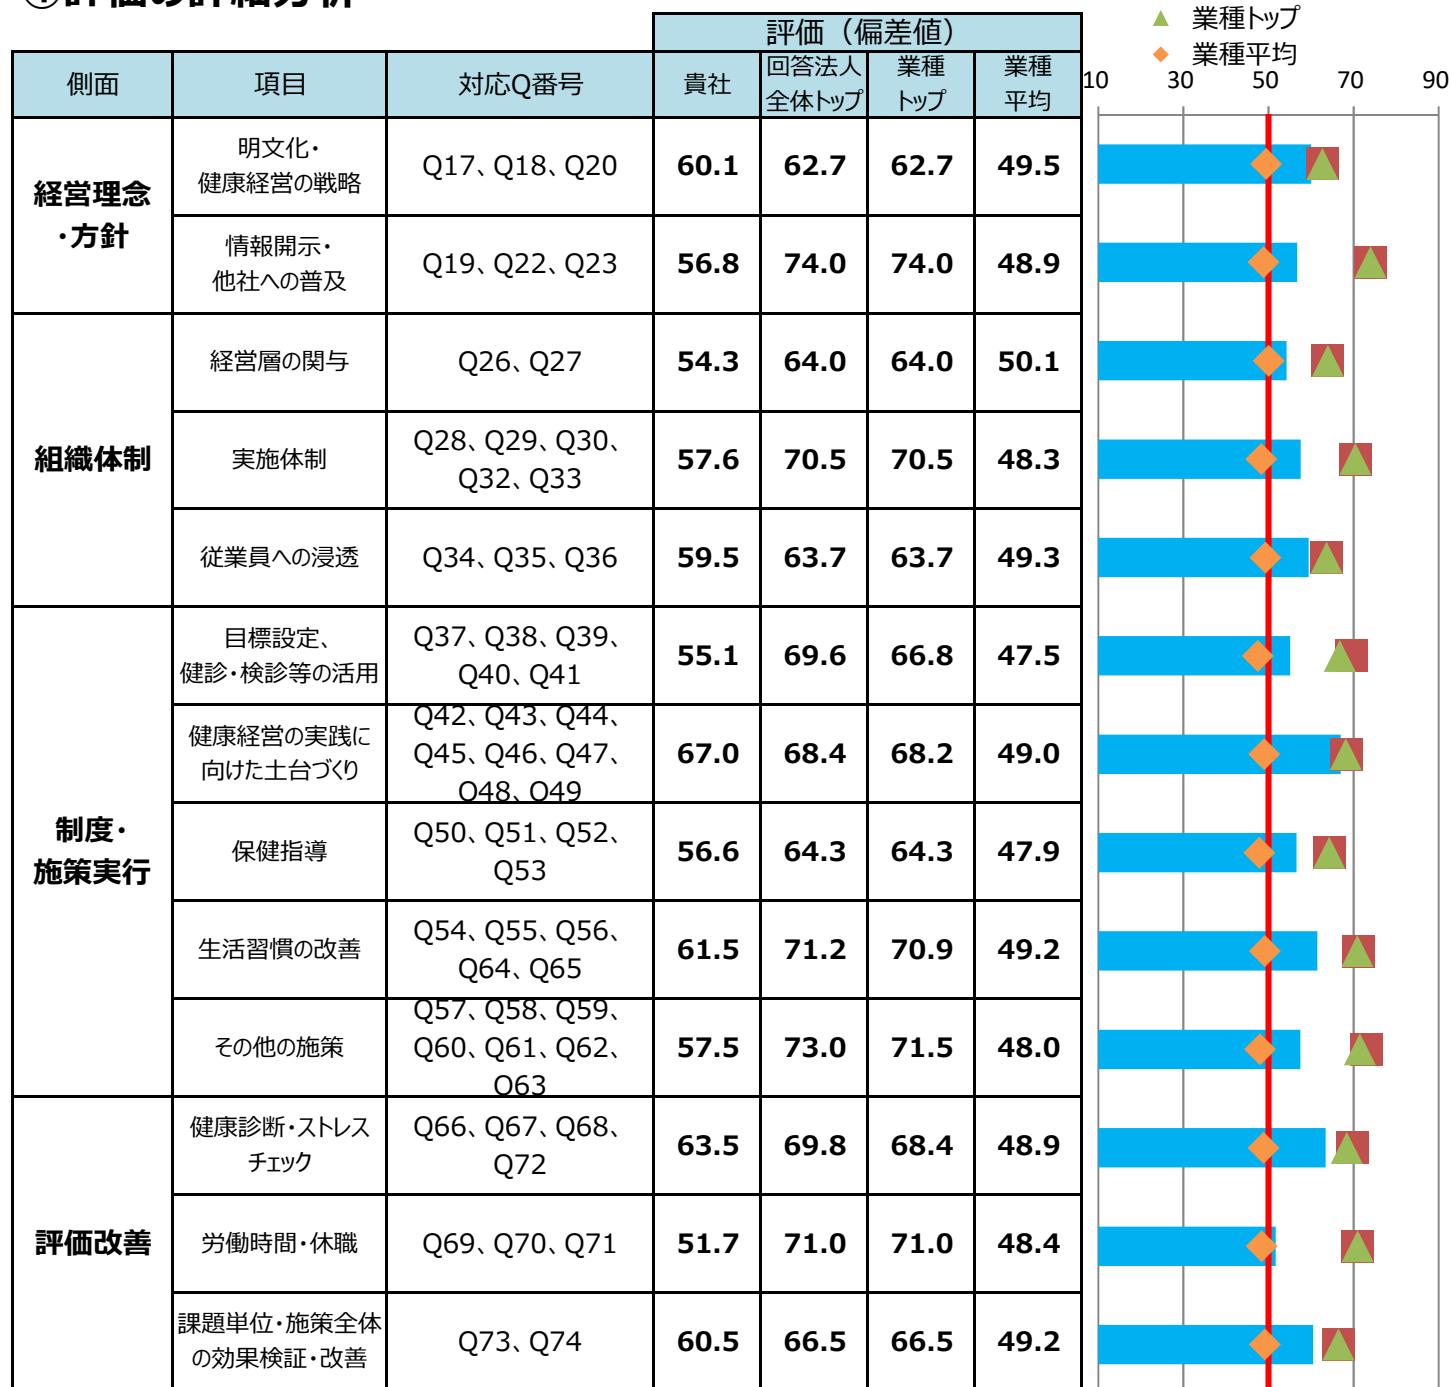 ①評価の詳細分析
評価（偏差値）
側面 項目 対応Q番号 貴社 回答法人全体トップ 業種トップ 業種平均
▲ 業種トップ
◆ 業種平均
10 30 50 70 90
経営理念・方針
明文化・健康経営の戦略 Q17、Q18、Q20 60.1 62.7 62.7 49.5
情報開示・他社への普及 Q19、Q22、Q23 56.8 74.0 74.0 48.9
組織体制
経営層の関与 Q26、Q27 54.3 64.0 64.0 50.1
実施体制 Q28、Q29、Q30、Q32、Q33 57.6 70.5 70.5 48.3
従業員への浸透 Q34、Q35、Q36 59.5 63.7 63.7 49.3
制度・施策実行
目標設定、健診・検診等の活用 Q37、Q38、Q39、Q40、Q41 55.1 69.6 66.8 47.5
健康経営の実践に向けた土台づくり Q42、Q43、Q44、Q45、Q46、Q47、Q48、Q49 67.0 68.4 68.2 49.0
保健指導 Q50、Q51、Q52、Q53 56.6 64.3 64.3 47.9
生活習慣の改善 Q54、Q55、Q56、Q64、Q65 61.5 71.2 70.9 49.2
その他の施策 Q57、Q58、Q59、Q60、Q61、Q62、Q63 57.5 73.0 71.5 48.0
評価改善
健康診断・ストレスチェック Q66、Q67、Q68、Q72 63.5 69.8 68.4 48.9
労働時間・休職 Q69、Q70、Q71 51.7 71.0 71.0 48.4
課題単位・施策全体の効果検証・改善 Q73、Q74 60.5 66.5 66.5 49.2